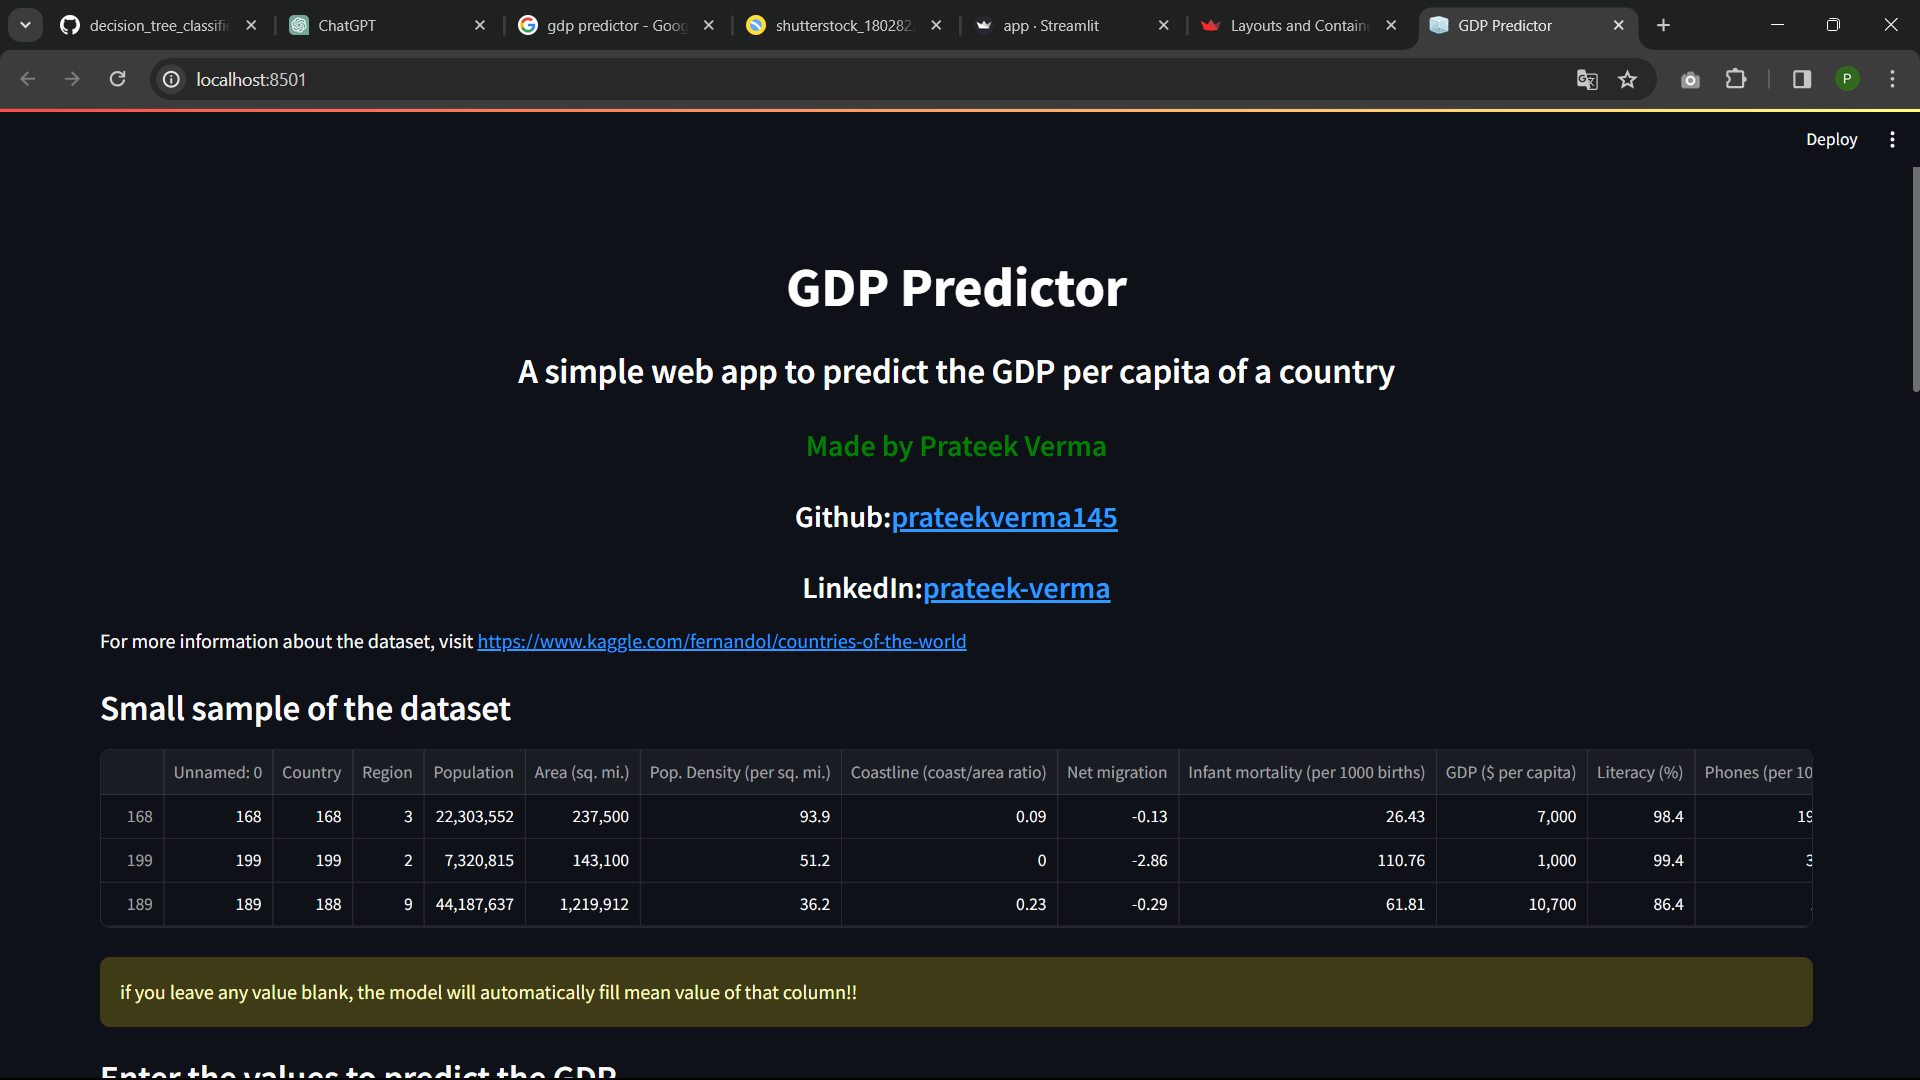 decision_tree_classifi
ChatGPT
gdp predictor - Goog
shutterstock_180282
app · Streamlit
Layouts and Contain
GDP Predictor
localhost:8501
P
Deploy
GDP Predictor
A simple web app to predict the GDP per capita of a country
Made by Prateek Verma
Github:prateekverma145
LinkedIn:prateek-verma
For more information about the dataset, visit https://www.kaggle.com/fernandol/countries-of-the-world
Small sample of the dataset
Unnamed: 0 Country Region Population Area (sq. mi.) Pop. Density (per sq. mi.) Coastline (coast/area ratio) Net migration Infant mortality (per 1000 births) GDP ($ per capita) Literacy (%) Phones (per 10
168 168 168 3 22,303,552 237,500 93.9 0.09 -0.13 26.43 7,000 98.4 19
199 199 199 2 7,320,815 143,100 51.2 0 -2.86 110.76 1,000 99.4 3
189 189 188 9 44,187,637 1,219,912 36.2 0.23 -0.29 61.81 10,700 86.4
if you leave any value blank, the model will automatically fill mean value of that column!!
Enter the values to predict the GDP